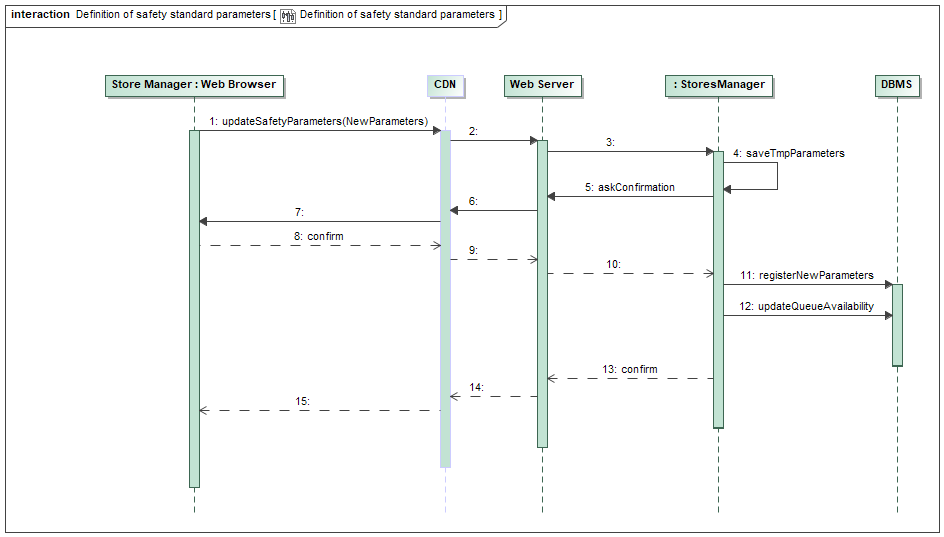 interaction Definition of safety standard parameters [ Definition of safety standard parameters ]
Store Manager : Web Browser
CDN
Web Server
: StoresManager
DBMS
1: updateSafetyParameters(NewParameters)
2:
3:
4: saveTmpParameters
5: askConfirmation
6:
7:
8: confirm
9:
10:
11: registerNewParameters
12: updateQueueAvailability
13: confirm
14:
15: